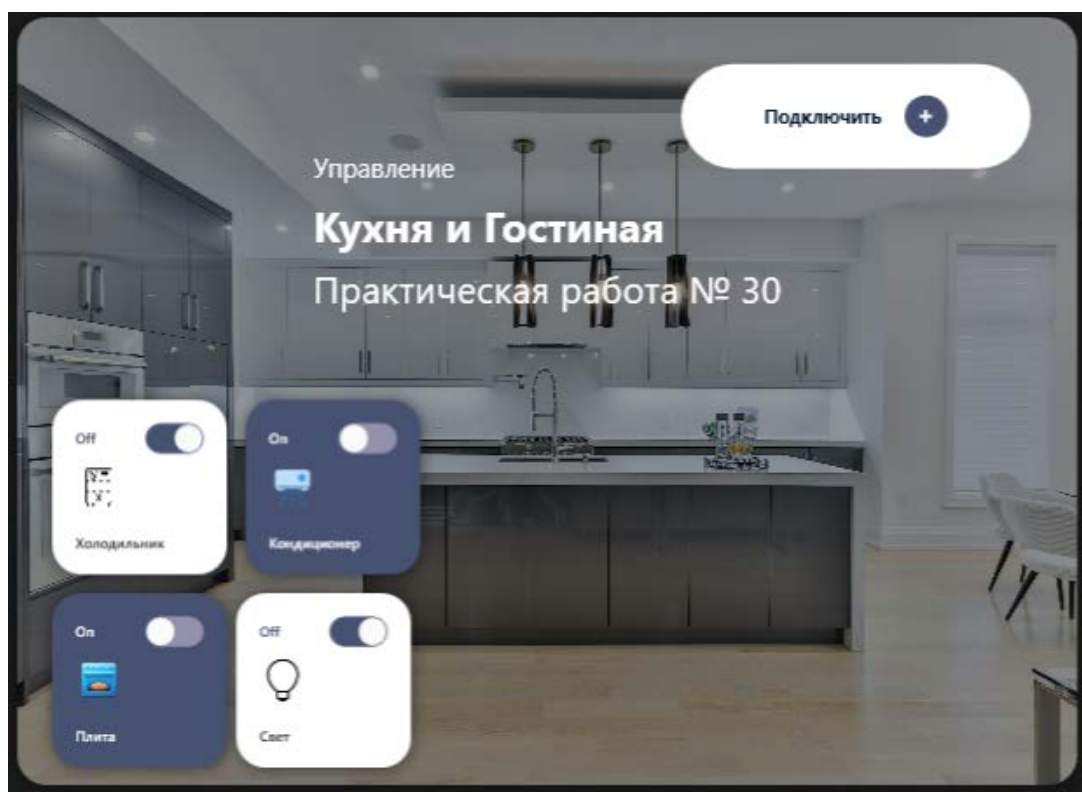 Подключить +
Управление
Кухня и Гостиная
Практическая работа № 30
Off
Холодильник
On
Кондиционер
On
Плита
Off
Свет